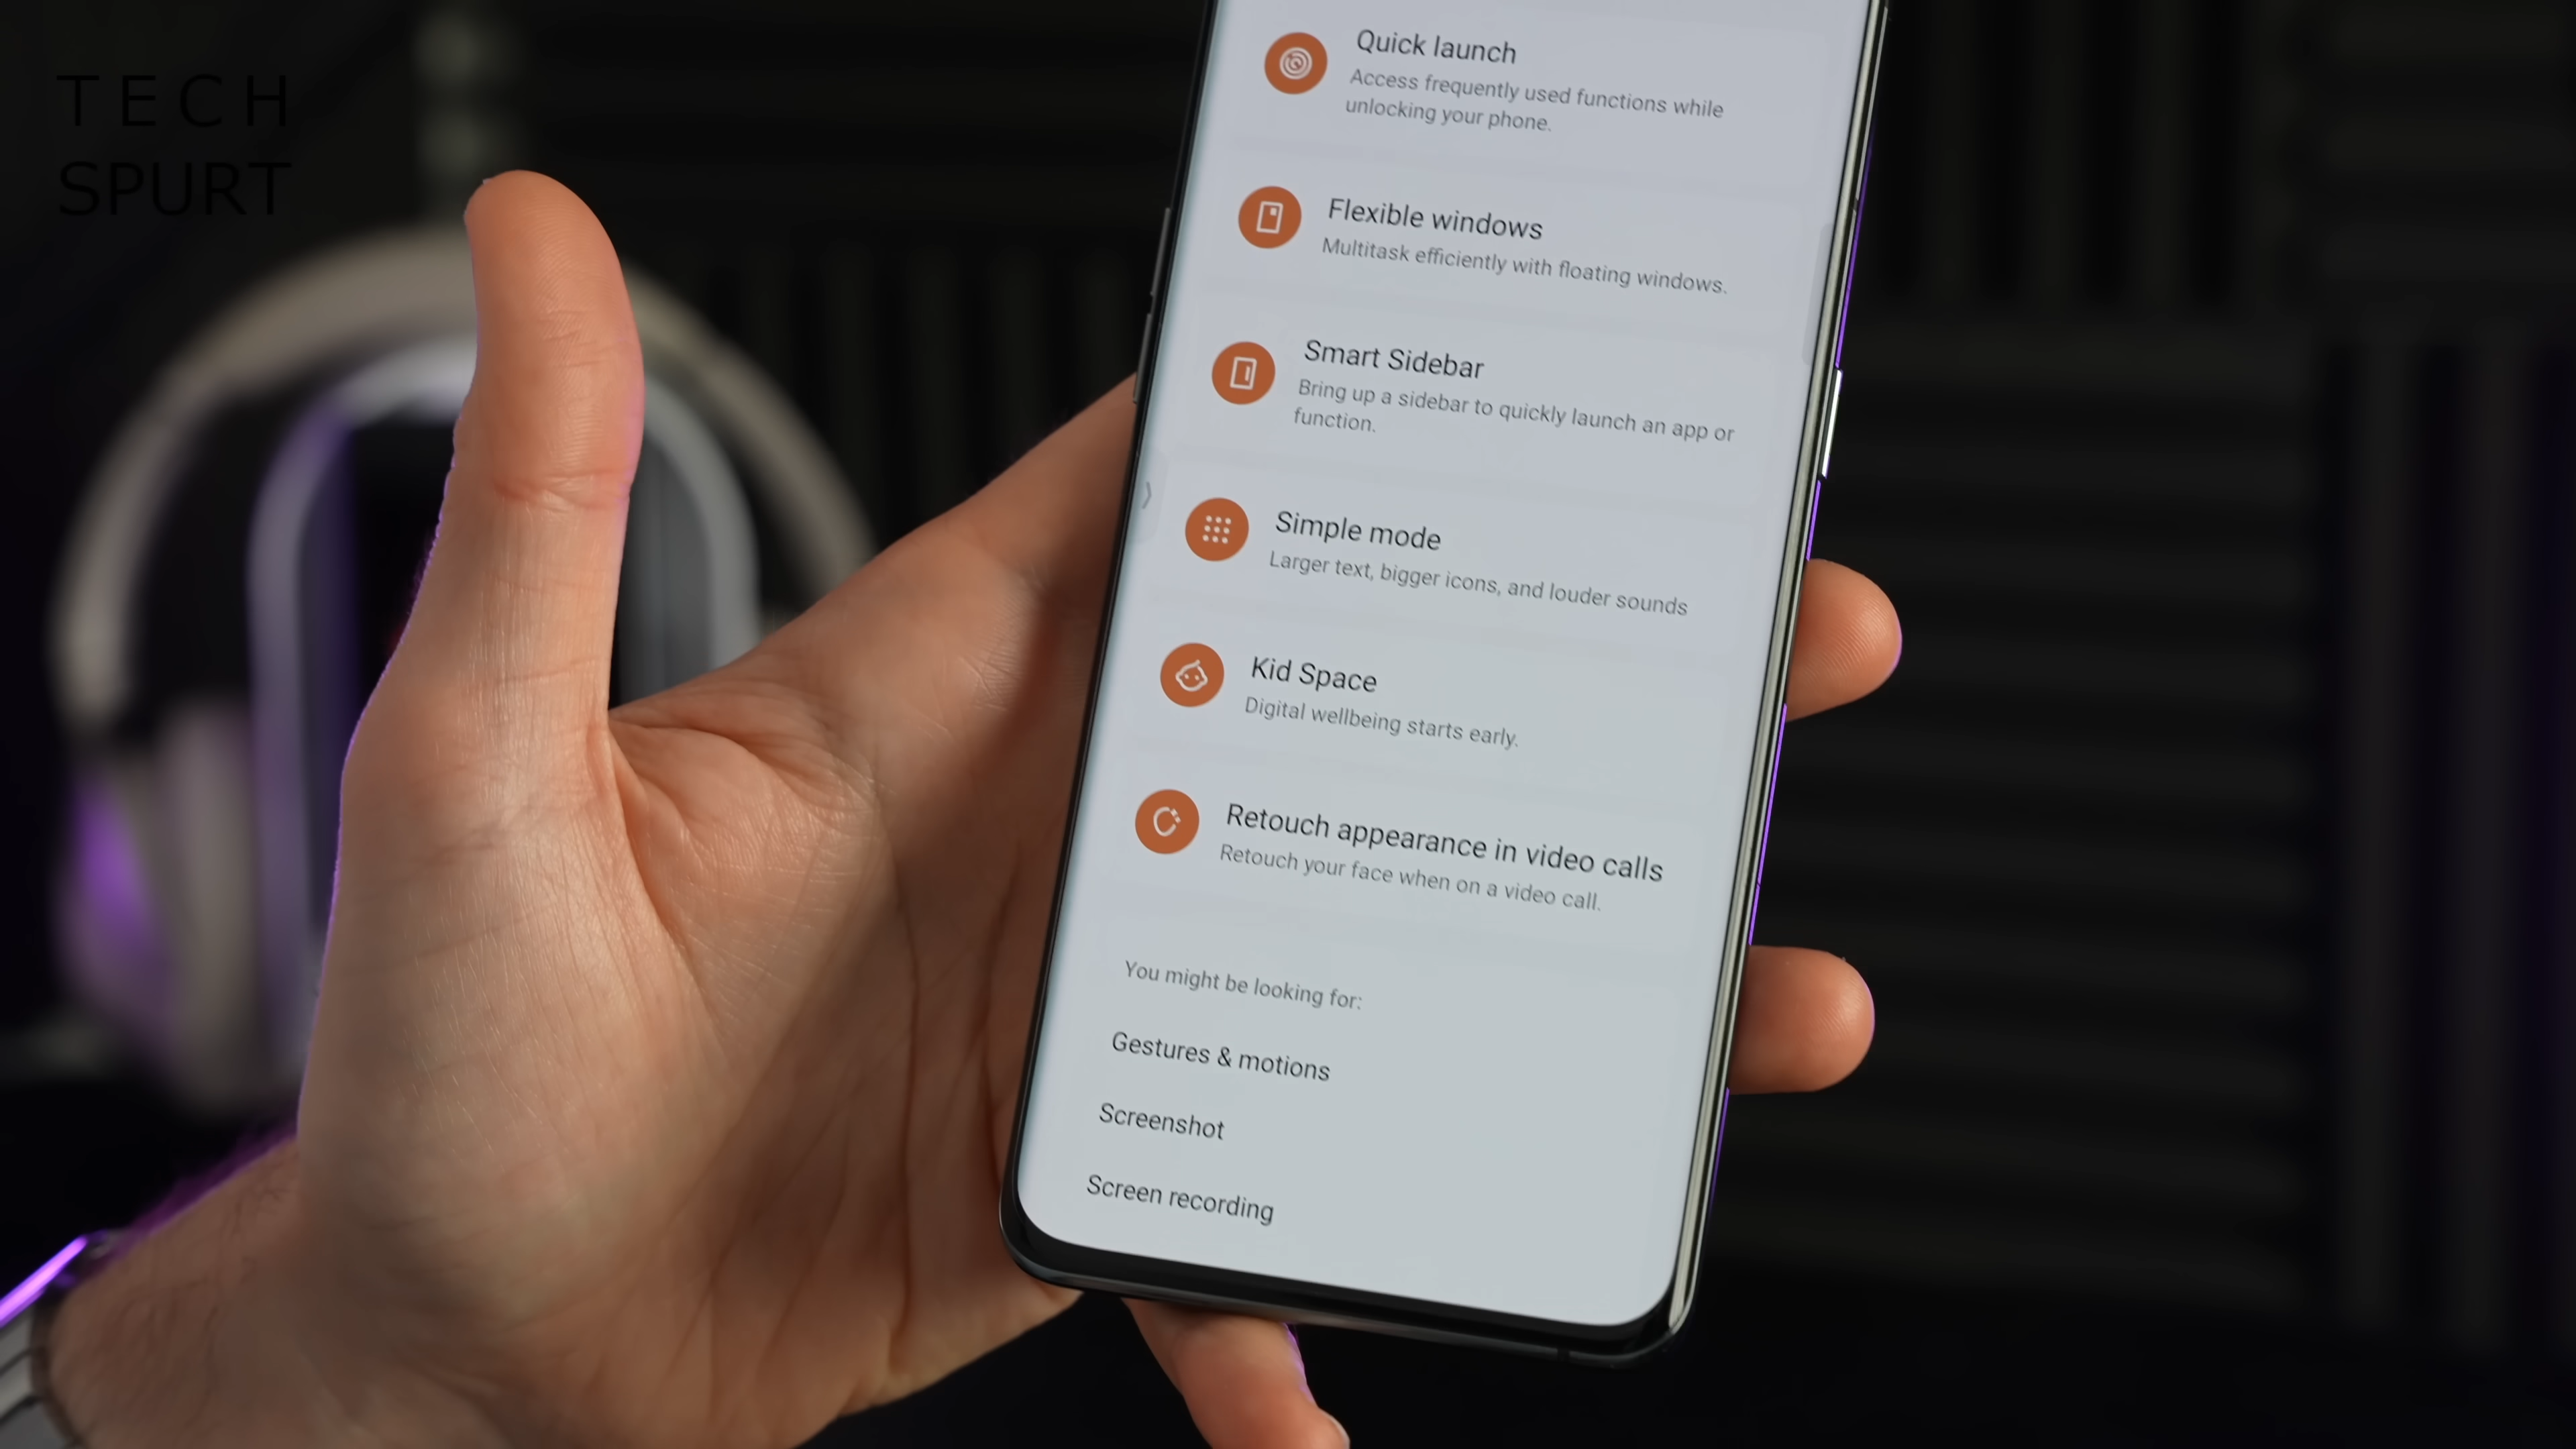 TECH
SPURT
Quick launch
Access frequently used functions while
unlocking your phone.
Flexible windows
Multitask efficiently with floating windows.
Smart Sidebar
Bring up a sidebar to quickly launch an app or
function.
Simple mode
Larger text, bigger icons, and louder sounds
Kid Space
Digital wellbeing starts early.
Retouch appearance in video calls
Retouch your face when on a video call.
You might be looking for:
Gestures & motions
Screenshot
Screen recording